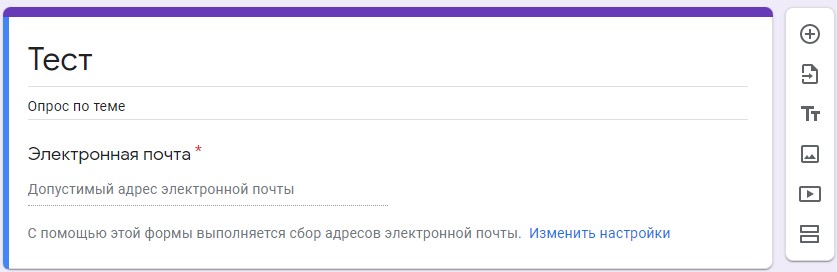 Тест
Опрос по теме
Электронная почта *
Допустимый адрес электронной почты
С помощью этой формы выполняется сбор адресов электронной почты. Изменить настройки
Тт